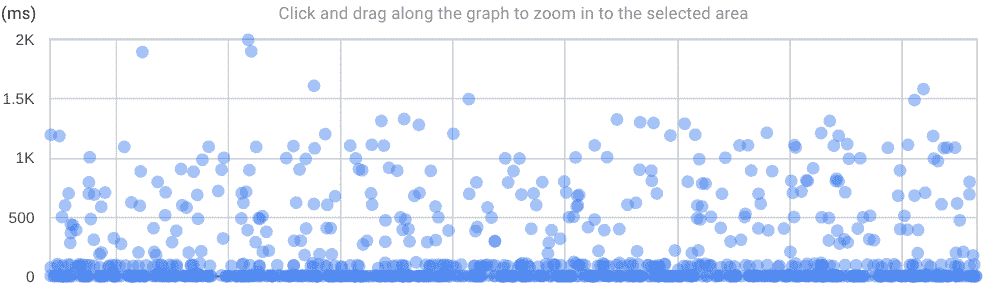 (ms) Click and drag along the graph to zoom in to the selected area
2K
1.5K
1K
500
0